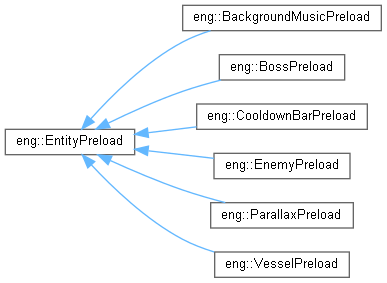 eng::BackgroundMusicPreload
eng::BossPreload
eng::CooldownBarPreload
eng::EntityPreload
eng::EnemyPreload
eng::ParallaxPreload
eng::VesselPreload